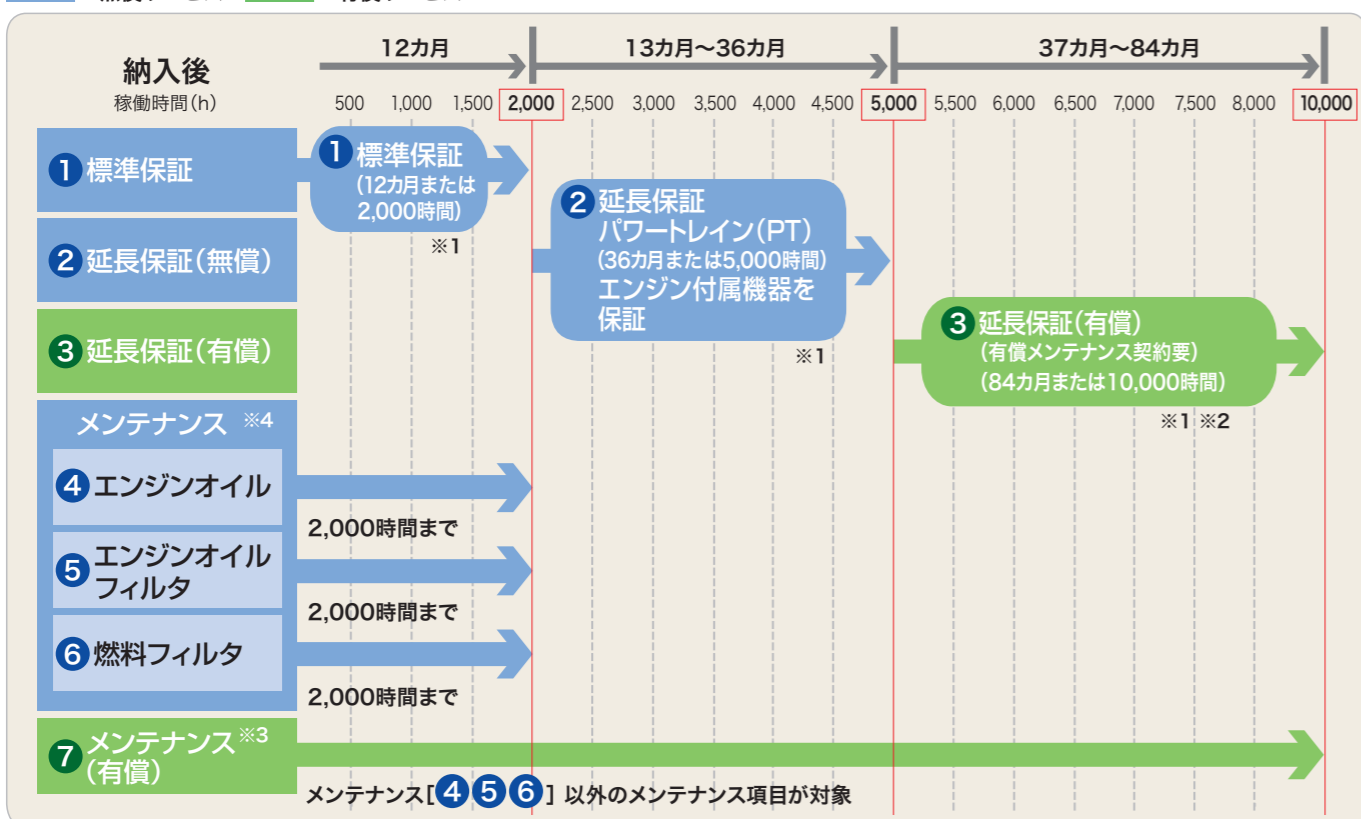 納入後
稼働時間(h)
12カ月
13カ月〜36カ月
37カ月〜84カ月
500 1,000 1,500 2,000 2,500 3,000 3,500 4,000 4,500 5,000 5,500 6,000 6,500 7,000 7,500 8,000 10,000
❶標準保証
❶標準保証
(12カ月または
2,000時間)
※1
❷延長保証(無償)
❷延長保証
パワートレイン(PT)
(36カ月または5,000時間)
エンジン付属機器を
保証
※1
❸延長保証(有償)
❸延長保証(有償)
(有償メンテナンス契約要)
(84カ月または10,000時間)
※1 ※2
メンテナンス ※4
❹エンジンオイル
2,000時間まで
❺エンジンオイル
フィルタ
2,000時間まで
❻燃料フィルタ
2,000時間まで
❼メンテナンス※3
(有償)
メンテナンス[❹❺❻]以外のメンテナンス項目が対象